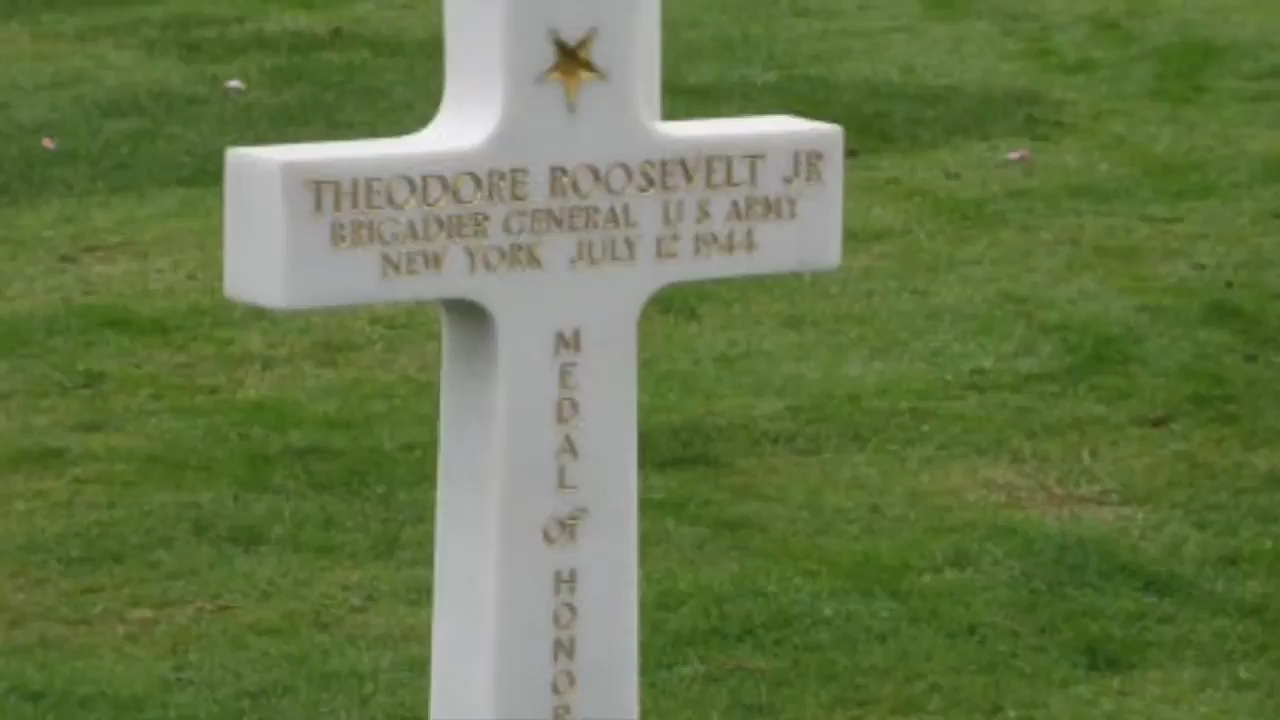 THEODORE ROOSEVELT JR
BRIGADIER GENERAL U S ARMY
NEW YORK JULY 12 1944
MEDAL OF HONOR